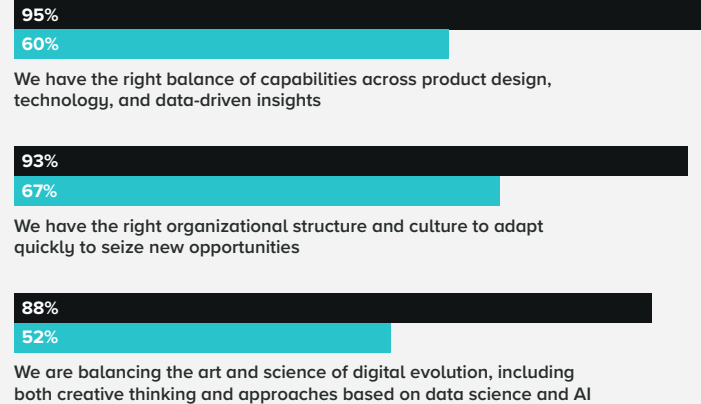 95%
60%
We have the right balance of capabilities across product design,
technology, and data-driven insights
93%
67%
We have the right organizational structure and culture to adapt
quickly to seize new opportunities
88%
52%
We are balancing the art and science of digital evolution, including
both creative thinking and approaches based on data science and AI